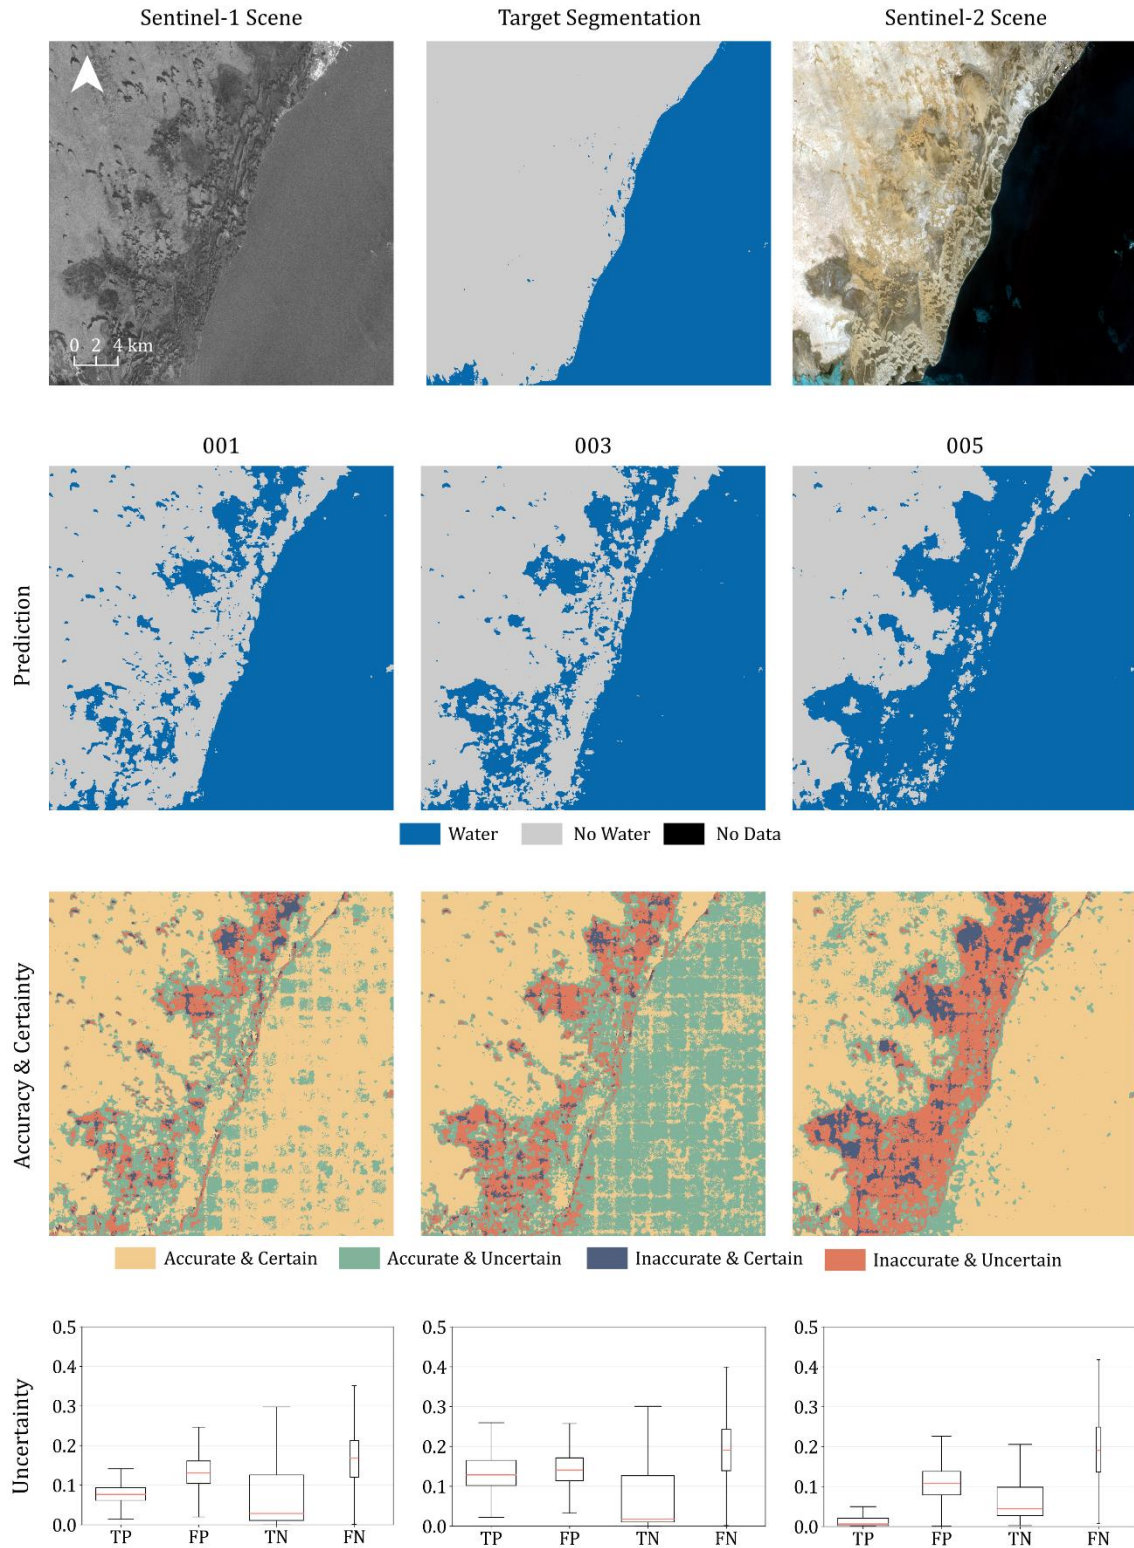 Sentinel-1 Scene
Target Segmentation
Sentinel-2 Scene
0 2 4 km
001
003
005
Prediction
Water
No Water
No Data
Accuracy & Certainty
Accurate & Certain
Accurate & Uncertain
Inaccurate & Certain
Inaccurate & Uncertain
Uncertainty
0.5
0.4
0.3
0.2
0.1
0.0
TP FP TN FN
0.5
0.4
0.3
0.2
0.1
0.0
TP FP TN FN
0.5
0.4
0.3
0.2
0.1
0.0
TP FP TN FN